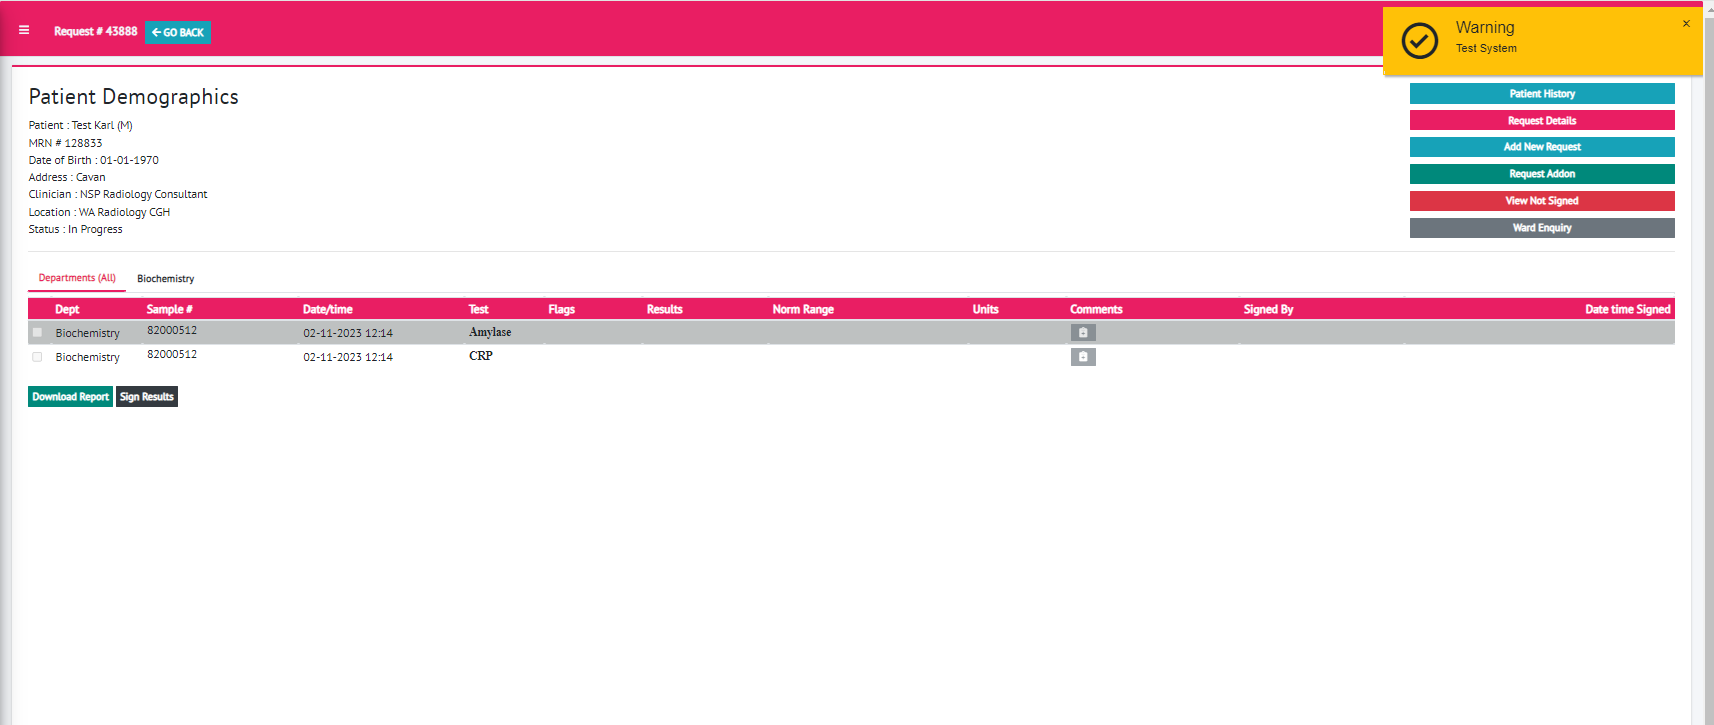 Request # 43888 GO BACK
Warning
Test System
Patient Demographics
Patient : Test Karl (M)
MRN # 128833
Date of Birth : 01-01-1970
Address : Cavan
Clinician : NSP Radiology Consultant
Location : WA Radiology CGH
Status : In Progress
Patient History
Request Details
Add New Request
Request Addon
View Not Signed
Ward Enquiry
Departments (All) Biochemistry
Dept Sample # Date/time Test Flags Results Norm Range Units Comments Signed By Date time Signed
Biochemistry 82000512 02-11-2023 12:14 Amylase
Biochemistry 82000512 02-11-2023 12:14 CRP
Download Report Sign Results